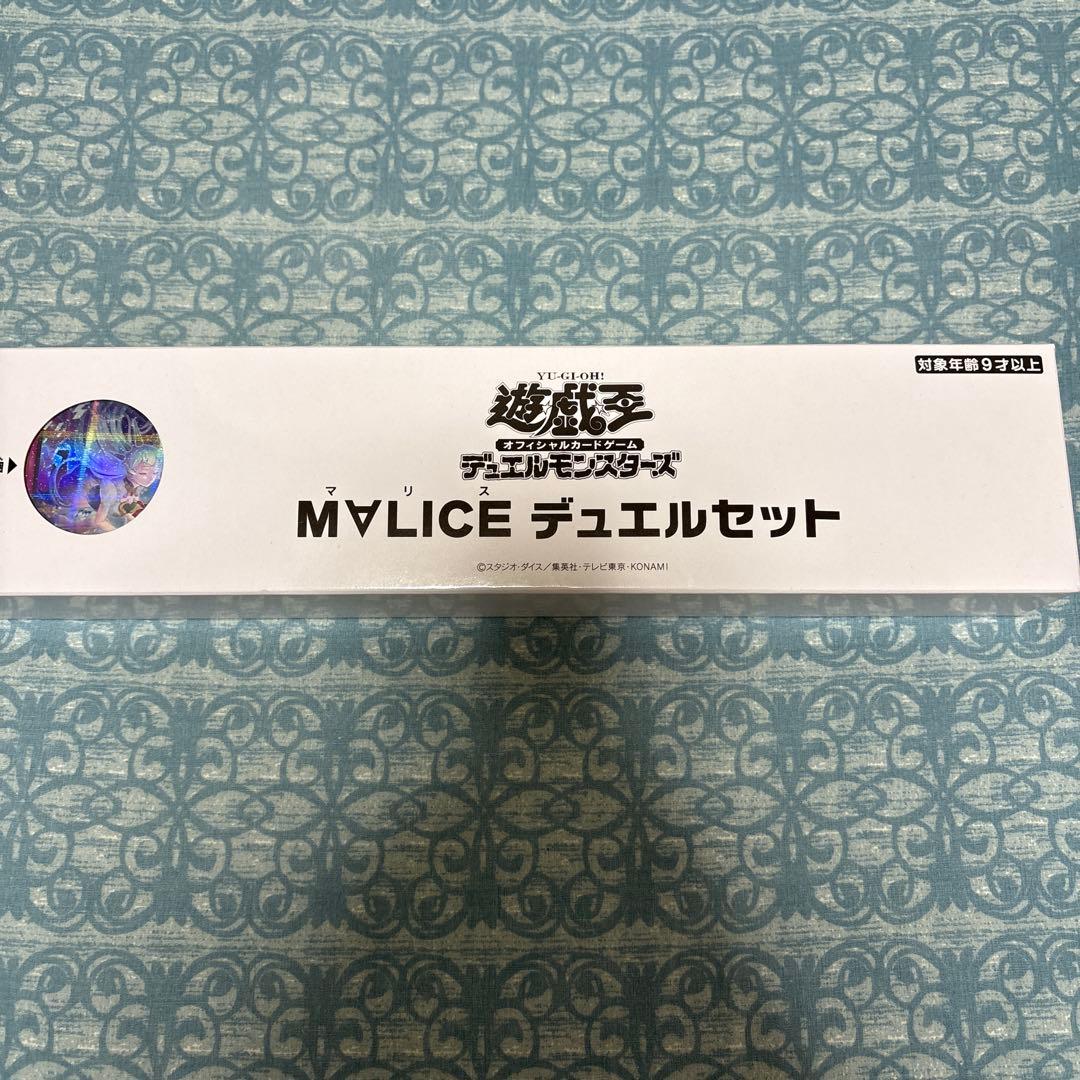 対象年齢9才以上
YU-GI-OH!
遊戯王
オフィシャルカードゲーム
デュエルモンスターズ
マリス
M∀LICE デュエルセット
©スタジオ・ダイス/集英社・テレビ東京・KONAMI